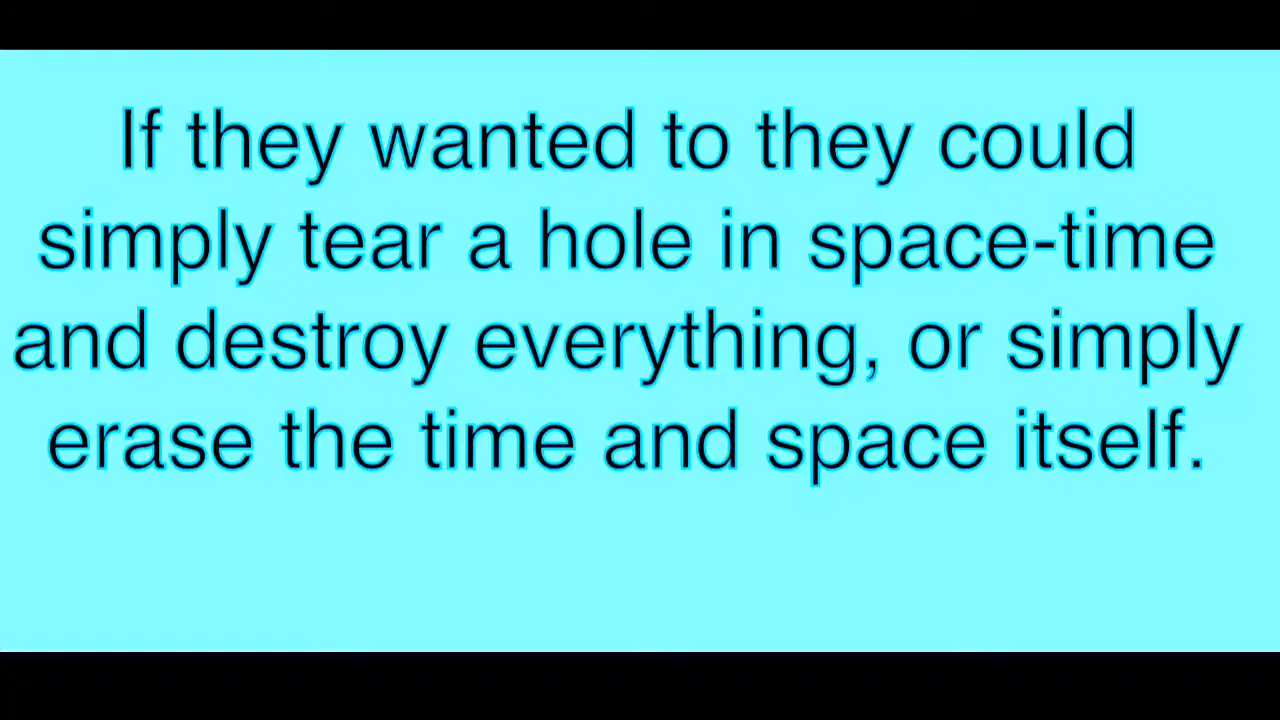 If they wanted to they could
simply tear a hole in space-time
and destroy everything, or simply
erase the time and space itself.